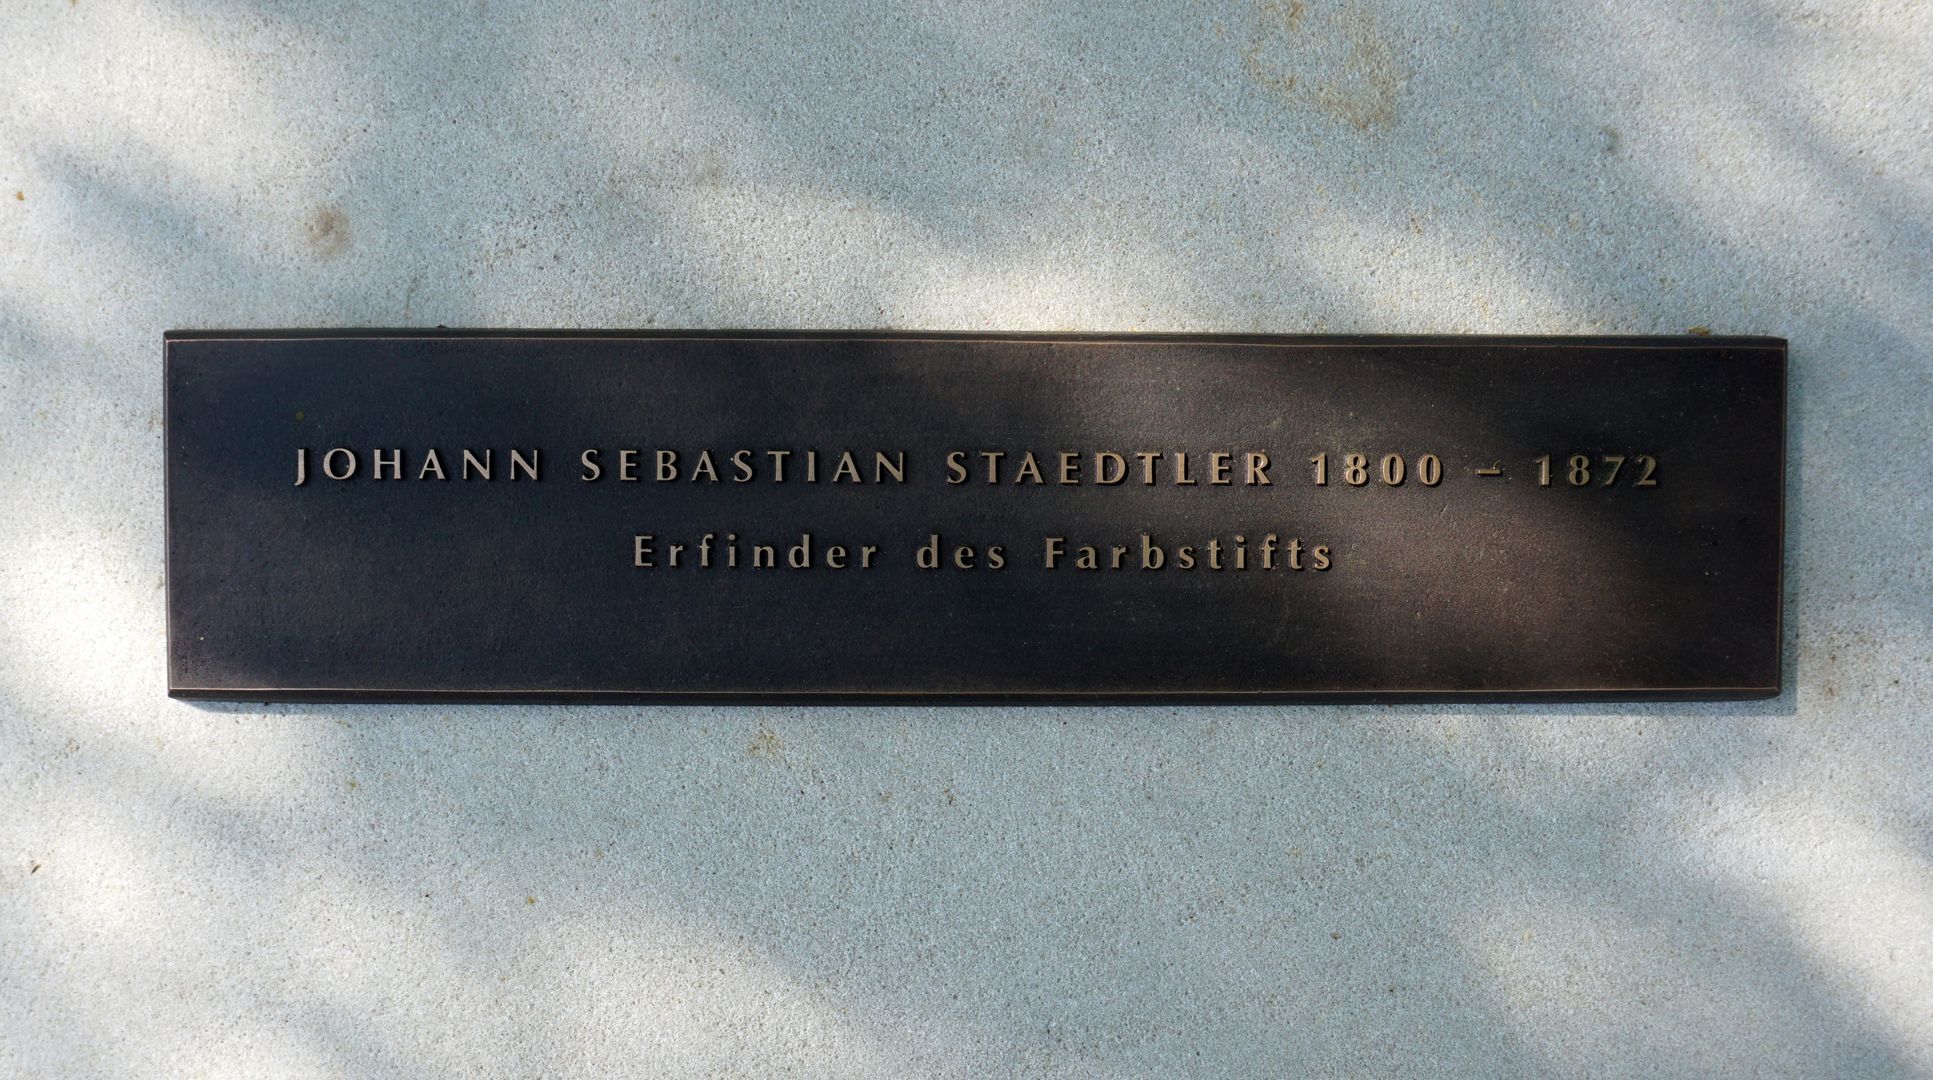 JOHANN SEBASTIAN STAEDTLER 1800 – 1872
Erfinder des Farbstifts